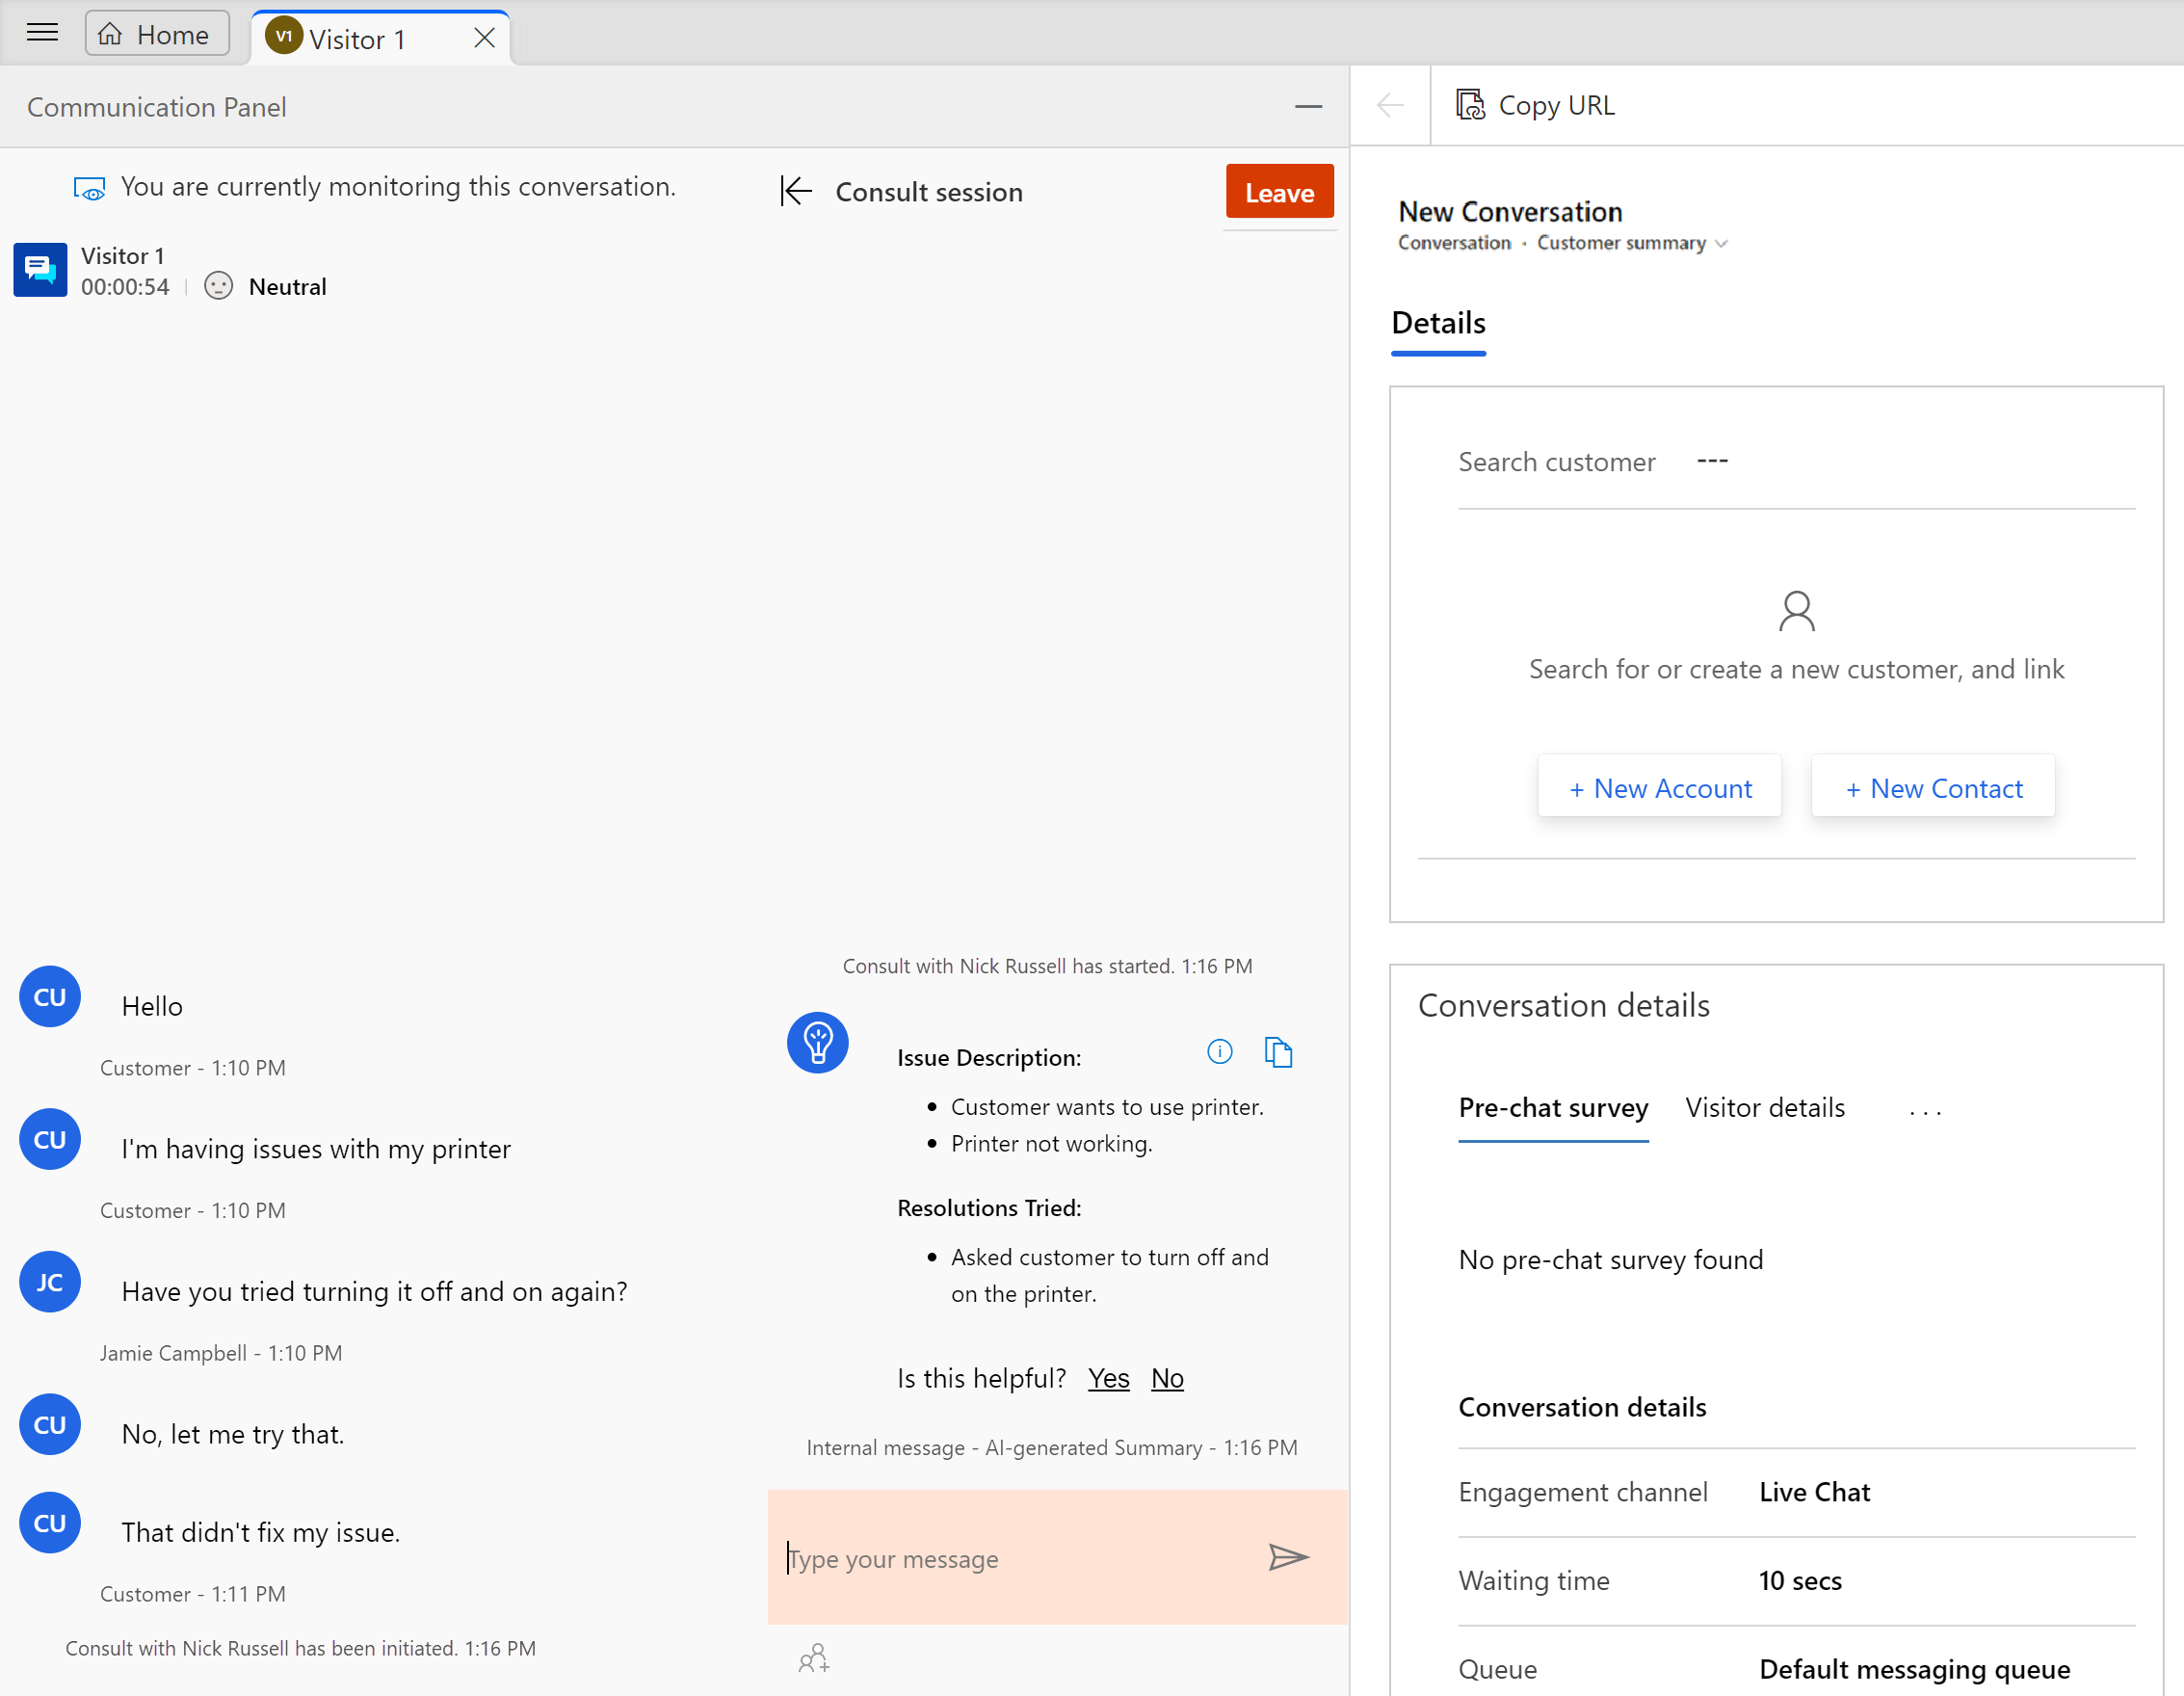 Home
V1 Visitor 1
Communication Panel
You are currently monitoring this conversation.
Visitor 1
00:00:54 Neutral
Hello
CU
Customer - 1:10 PM
CU
I'm having issues with my printer
Customer - 1:10 PM
JC
Have you tried turning it off and on again?
Jamie Campbell - 1:10 PM
CU
No, let me try that.
CU
That didn't fix my issue.
Customer - 1:11 PM
Consult with Nick Russell has been initiated. 1:16 PM
Consult session
Leave
Consult with Nick Russell has started. 1:16 PM
Issue Description:
• Customer wants to use printer.
• Printer not working.
Resolutions Tried:
• Asked customer to turn off and
on the printer.
Is this helpful? Yes No
Internal message - AI-generated Summary - 1:16 PM
Type your message
Copy URL
New Conversation
Conversation · Customer summary
Details
Search customer ---
Search for or create a new customer, and link
+ New Account + New Contact
Conversation details
Pre-chat survey Visitor details ...
No pre-chat survey found
Conversation details
Engagement channel Live Chat
Waiting time 10 secs
Queue Default messaging queue